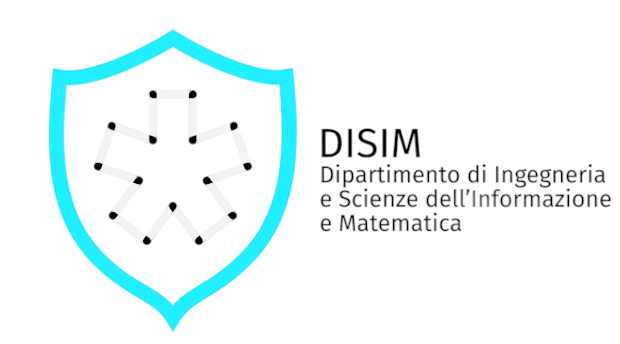 DISIM
Dipartimento di Ingegneria
e Scienze dell'Informazione
e Matematica